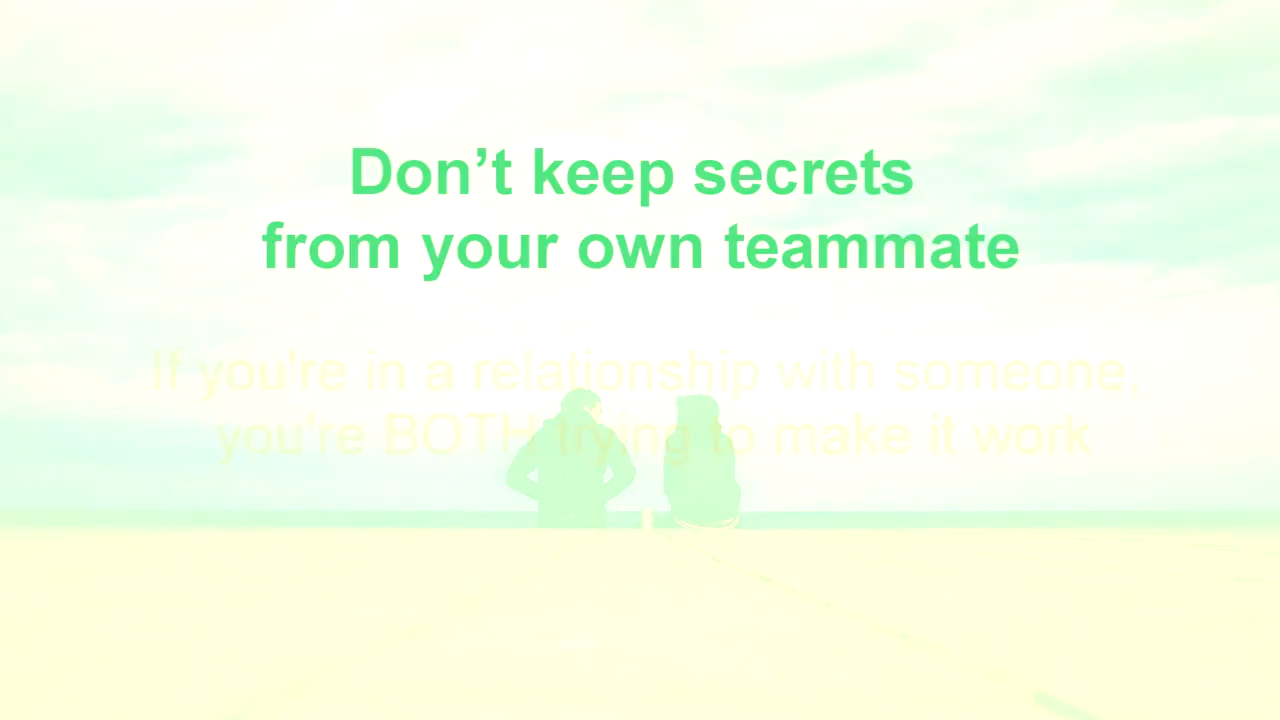 Don’t keep secrets
from your own teammate
If you're in a relationship with someone,
you're BOTH trying to make it work